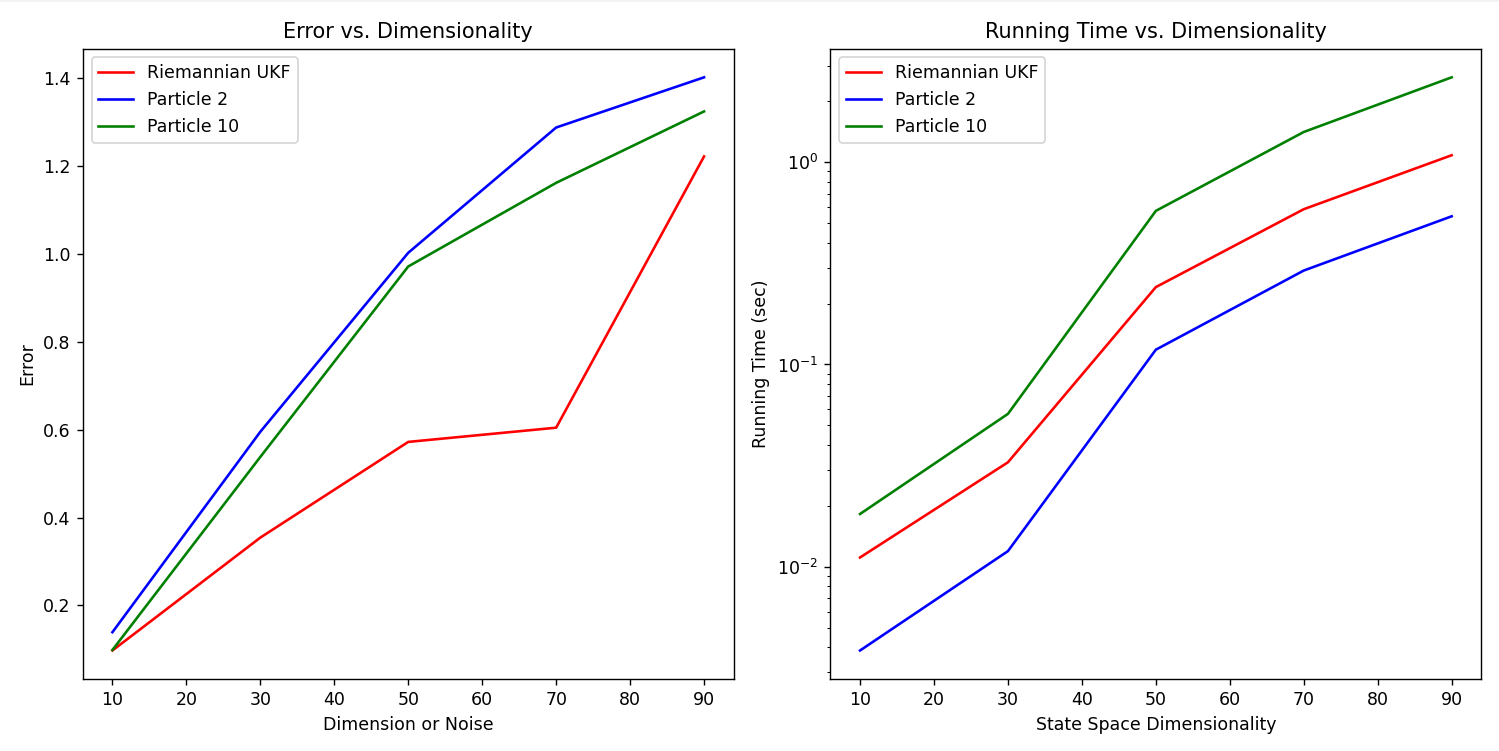 Error vs. Dimensionality
Riemannian UKF
Particle 2
Particle 10
1.4
1.2
1.0
0.8
0.6
0.4
0.2
Error
10 20 30 40 50 60 70 80 90
Dimension or Noise
Running Time vs. Dimensionality
Riemannian UKF
Particle 2
Particle 10
10⁰
10⁻¹
10⁻²
Running Time (sec)
10 20 30 40 50 60 70 80 90
State Space Dimensionality